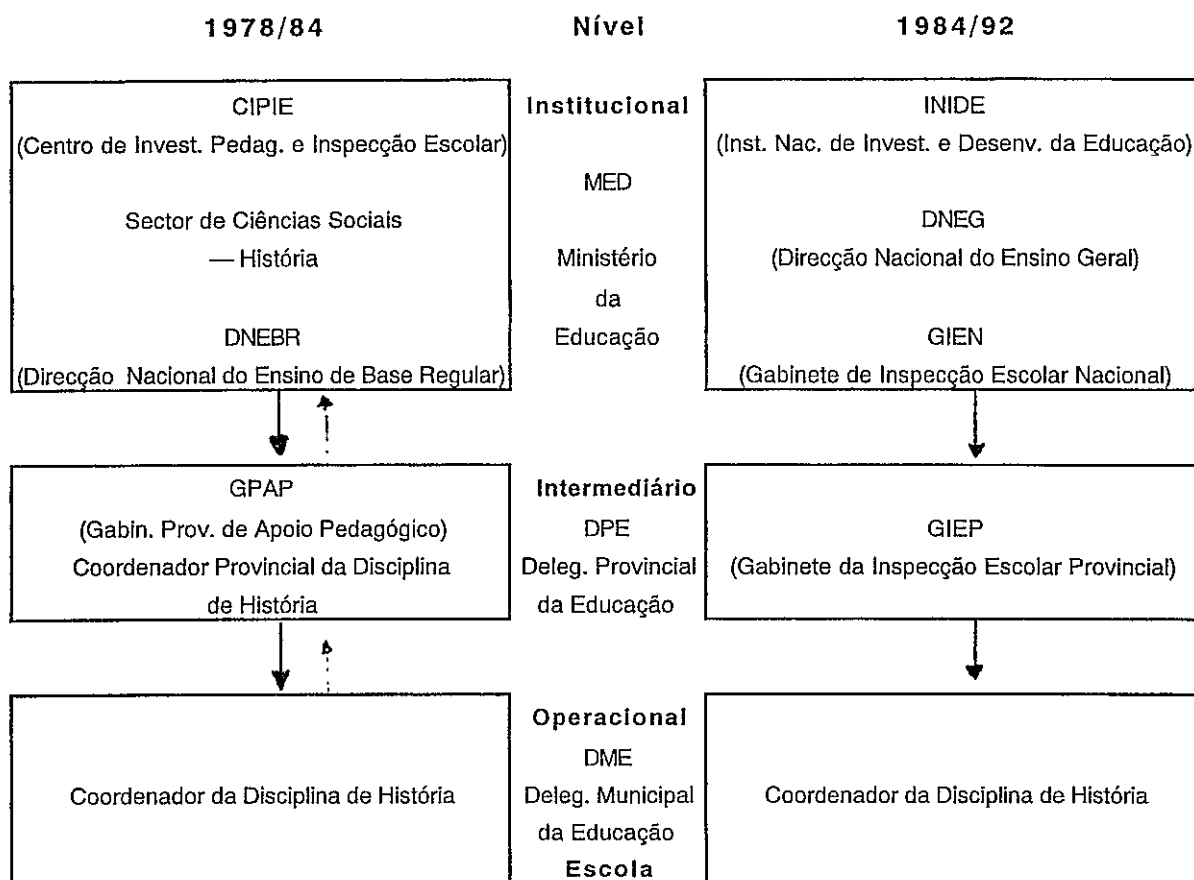 1978/84
Nível
1984/92
CIPIE
(Centro de Invest. Pedag. e Inspecção Escolar)
Sector de Ciências Sociais
— História
DNEBR
(Direcção Nacional do Ensino de Base Regular)
Institucional
MED
Ministério
da
Educação
INIDE
(Inst. Nac. de Invest. e Desenv. da Educação)
DNEG
(Direcção Nacional do Ensino Geral)
GIEN
(Gabinete de Inspecção Escolar Nacional)
GPAP
(Gabin. Prov. de Apoio Pedagógico)
Coordenador Provincial da Disciplina
de História
Intermediário
DPE
Deleg. Provincial
da Educação
GIEP
(Gabinete da Inspecção Escolar Provincial)
Coordenador da Disciplina de História
Operacional
DME
Deleg. Municipal
da Educação
Escola
Coordenador da Disciplina de História